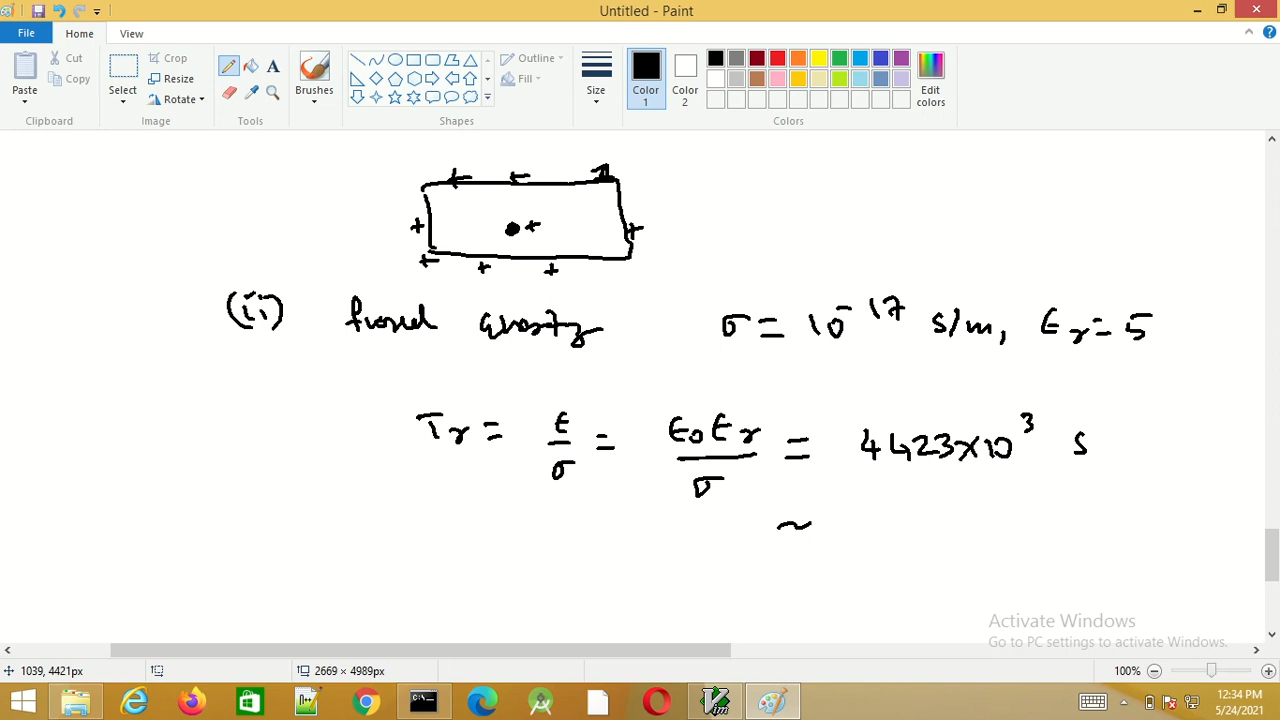 Untitled - Paint
File Home View
Cut
Copy
Paste
Clipboard
Crop
Resize
Rotate
Select
Image
Tools
Brushes
Outline
Fill
Shapes
Size
Color 1
Color 2
Edit colors
Colors
+ +
+ + +
+ + +
(ii) fused quartz σ = 10⁻¹⁷ s/m, εr = 5
Tr = ε/σ = ε₀εr/σ = 4423×10³ s
≈
Activate Windows
Go to PC settings to activate Windows.
1039, 4421px 2669 × 4989px 100%
12:34 PM
5/24/2021